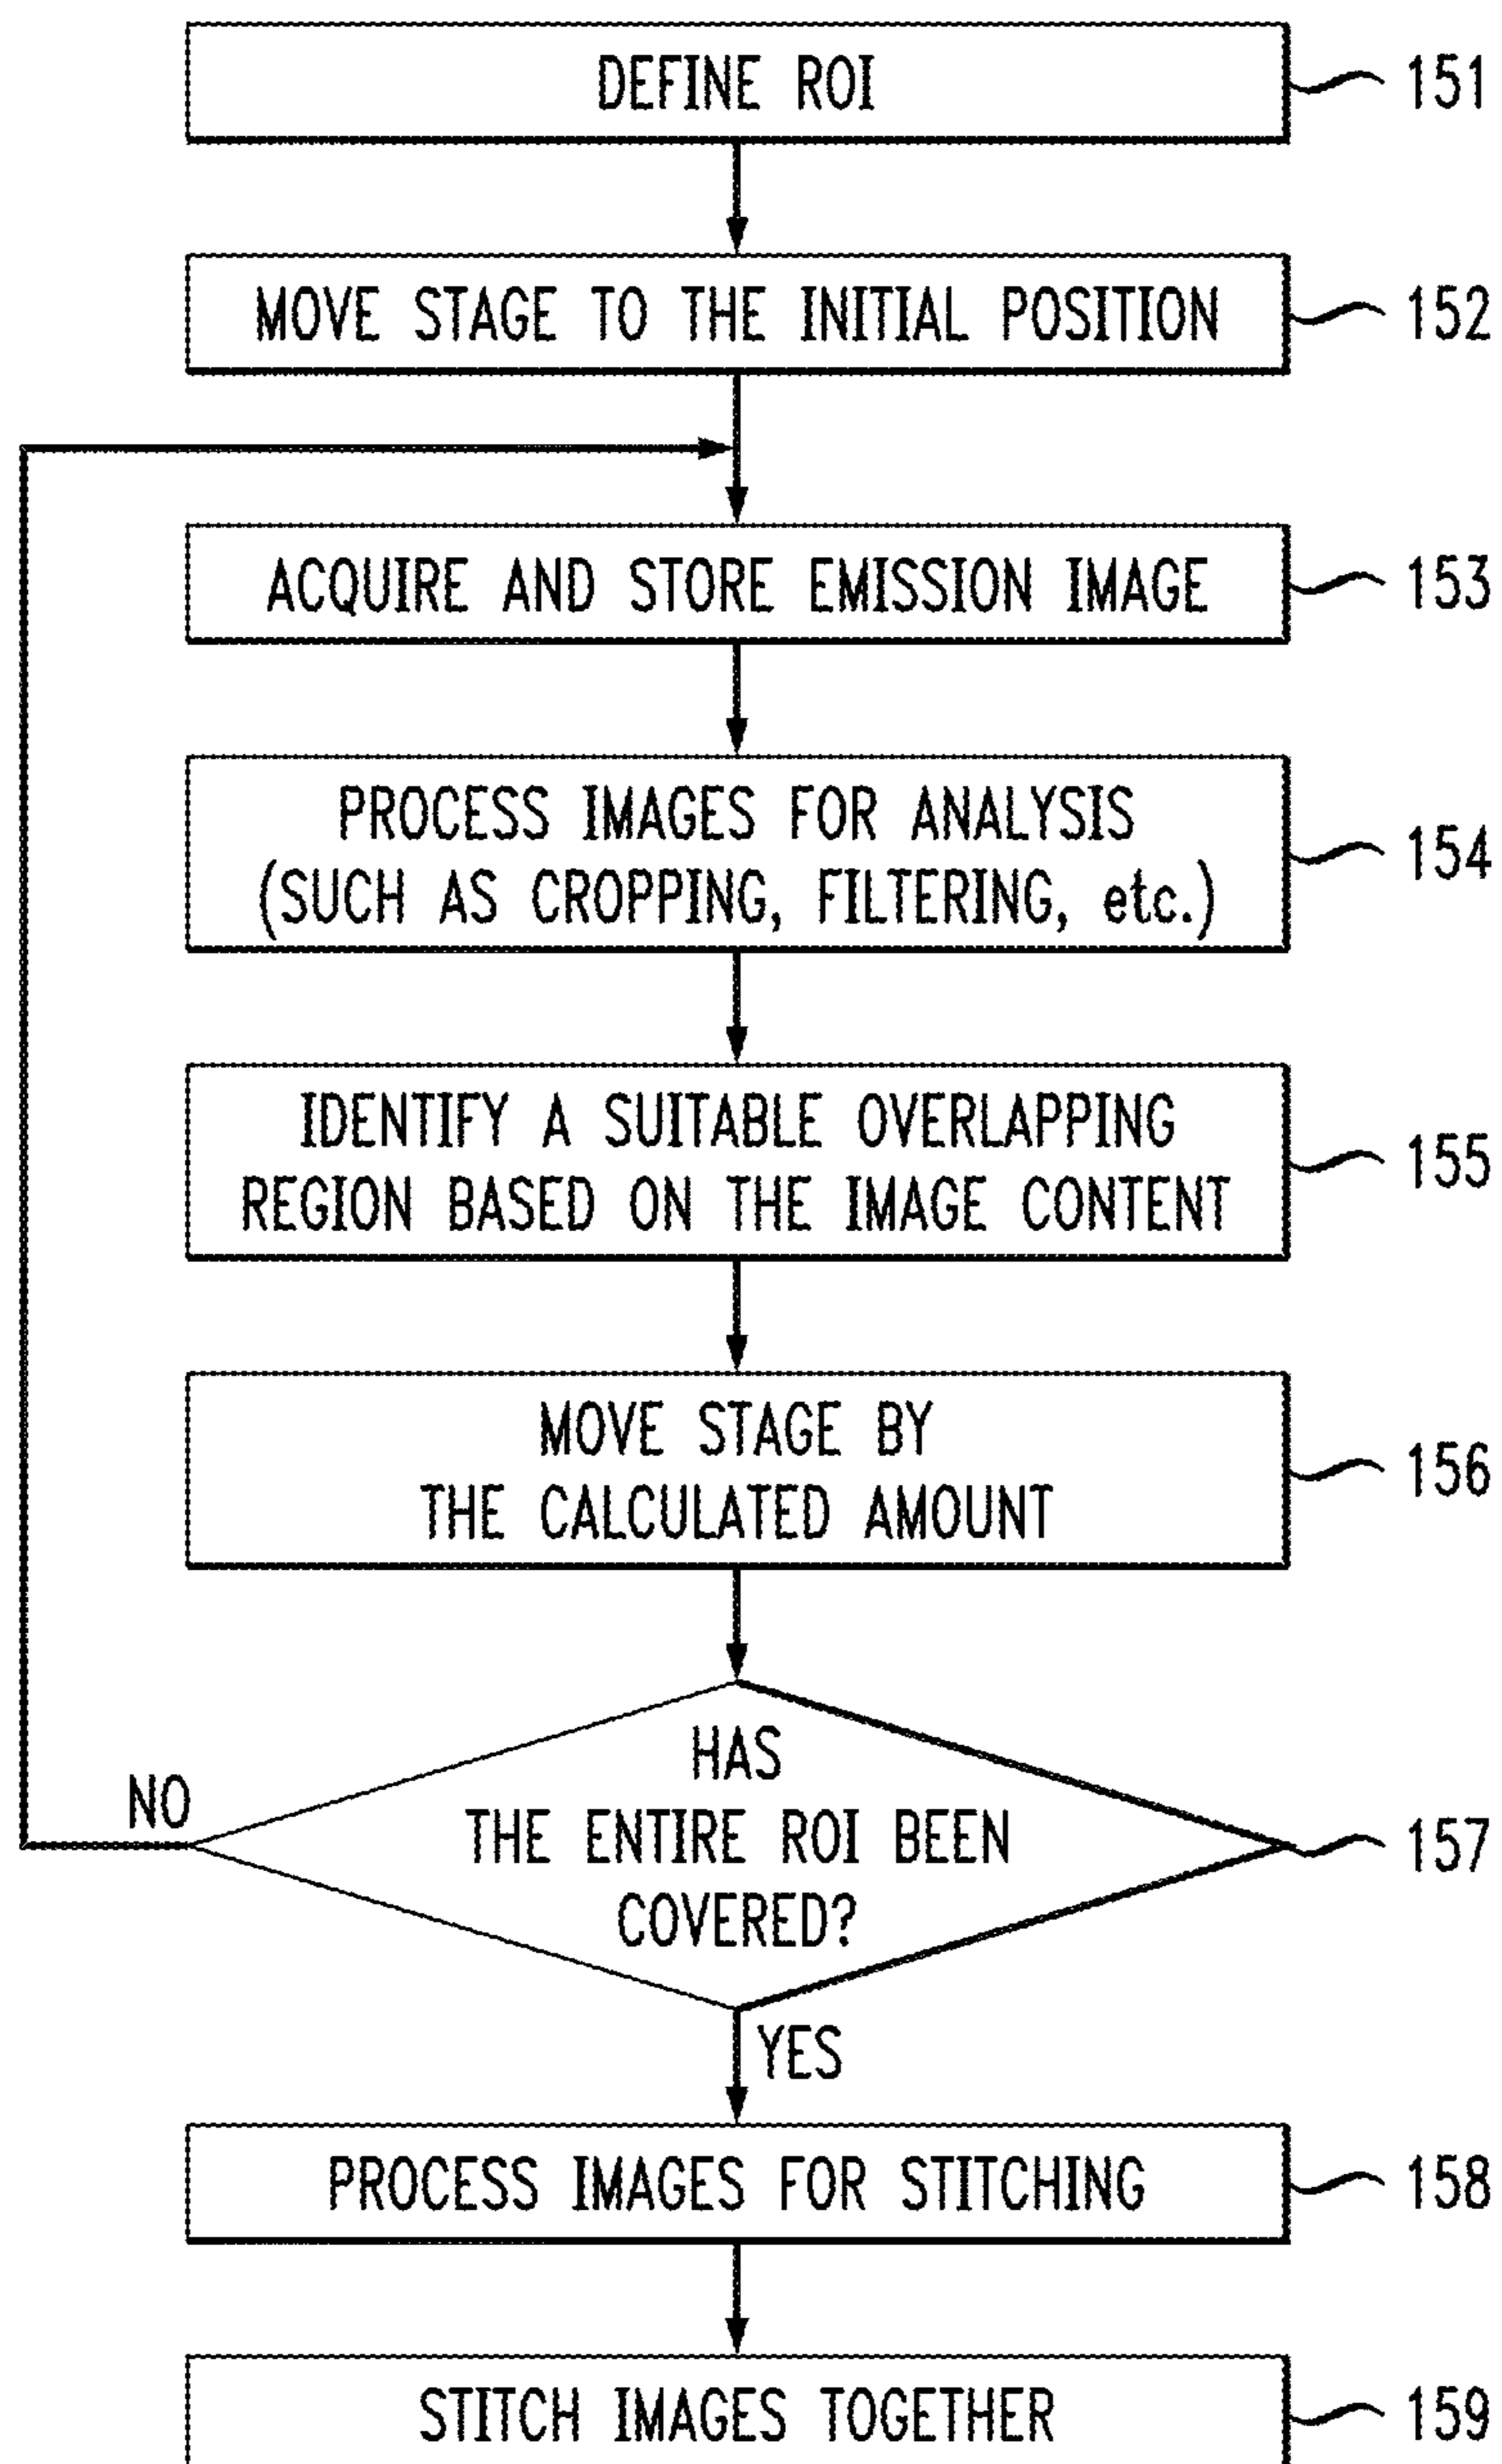 DEFINE ROI
151
MOVE STAGE TO THE INITIAL POSITION
152
ACQUIRE AND STORE EMISSION IMAGE
153
PROCESS IMAGES FOR ANALYSIS
(SUCH AS CROPPING, FILTERING, etc.)
154
IDENTIFY A SUITABLE OVERLAPPING
REGION BASED ON THE IMAGE CONTENT
155
MOVE STAGE BY
THE CALCULATED AMOUNT
156
HAS
THE ENTIRE ROI BEEN
COVERED?
157
NO
YES
PROCESS IMAGES FOR STITCHING
158
STITCH IMAGES TOGETHER
159